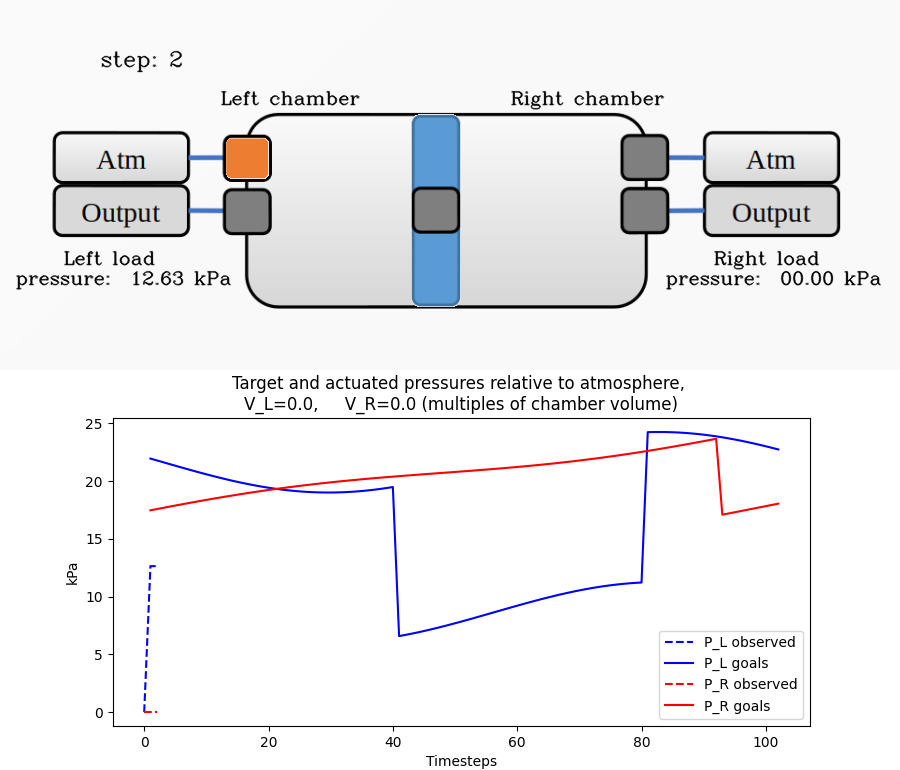 step: 2
Left chamber
Right chamber
Atm
Atm
Output
Output
Left load
pressure: 12.63 kPa
Right load
pressure: 00.00 kPa
Target and actuated pressures relative to atmosphere,
V_L=0.0, V_R=0.0 (multiples of chamber volume)
25
20
15
10
5
0
kPa
P_L observed
P_L goals
P_R observed
P_R goals
0 20 40 60 80 100
Timesteps